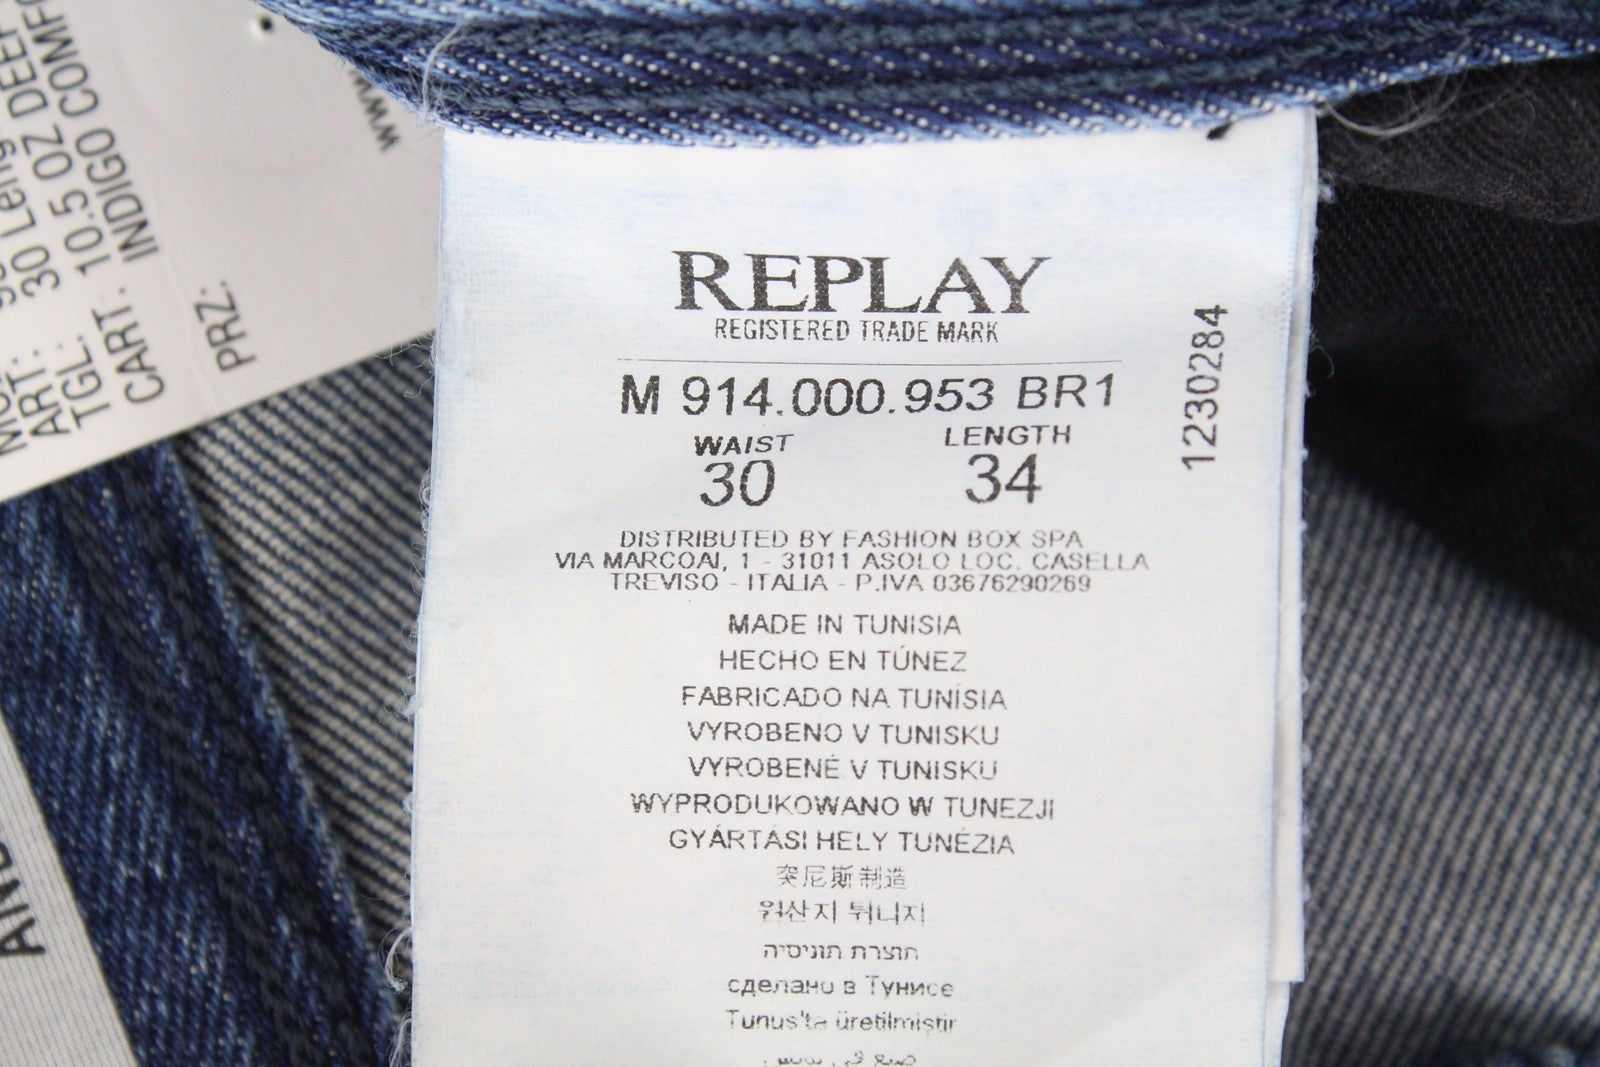 REPLAY
REGISTERED TRADE MARK
M 914.000.953 BR1
WAIST LENGTH
30 34
1230284
DISTRIBUTED BY FASHION BOX SPA
VIA MARCOAI, 1 - 31011 ASOLO LOC. CASELLA
TREVISO - ITALIA - P.IVA 03676290269
MADE IN TUNISIA
HECHO EN TÚNEZ
FABRICADO NA TUNÍSIA
VYROBENO V TUNISKU
VYROBENÉ V TUNISKU
WYPRODUKOWANO W TUNEZJI
GYÁRTÁSI HELY TUNÉZIA
突尼斯制造
원산지 튀니지
תוצרת תוניסיה
сделано в Тунисе
Tunus'ta üretilmiştir
ART.:
TGL.: 30
CART.: 10.5 OZ
INDIGO
PRZ.:
www